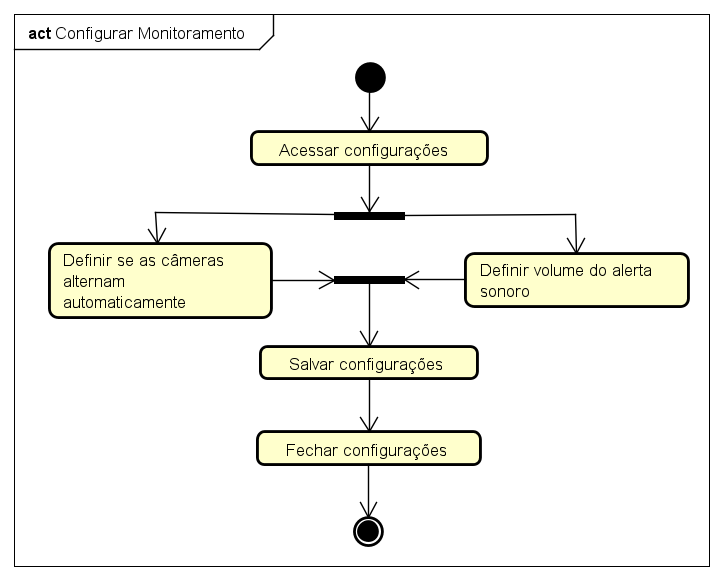 act Configurar Monitoramento
Acessar configurações
Definir se as câmeras
alternam
automaticamente
Definir volume do alerta
sonoro
Salvar configurações
Fechar configurações